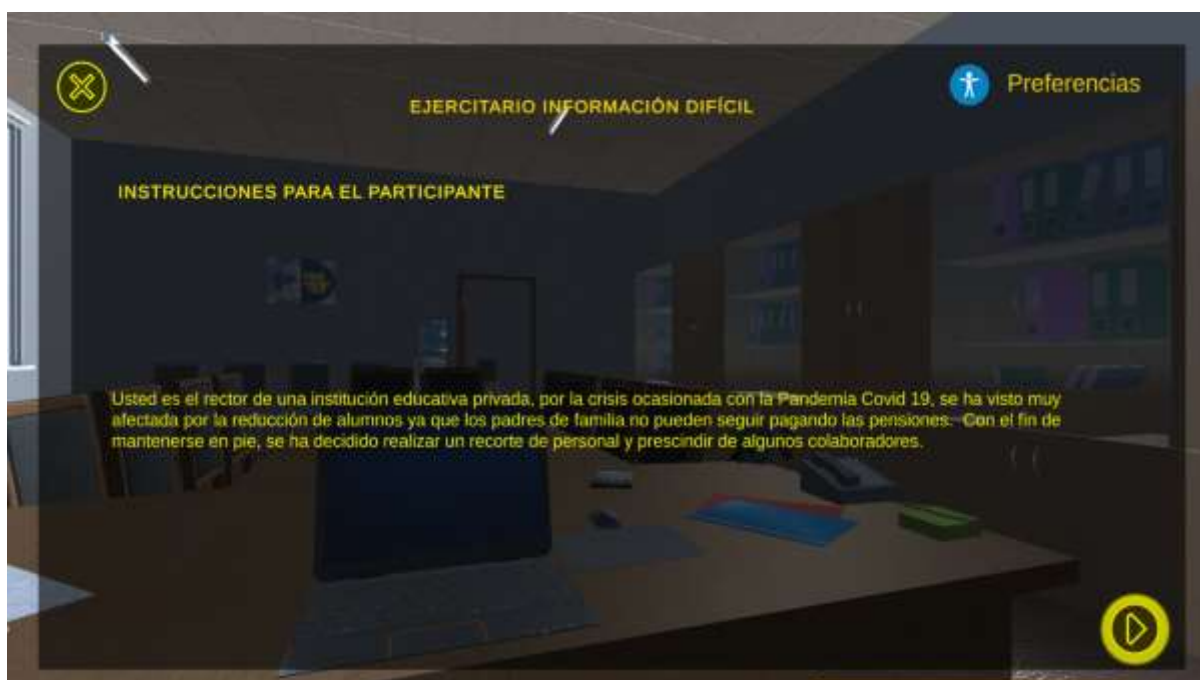 Preferencias
EJERCITARIO INFORMACIÓN DIFÍCIL
INSTRUCCIONES PARA EL PARTICIPANTE
Usted es el rector de una institución educativa privada, por la crisis ocasionada con la Pandemia Covid 19, se ha visto muy
afectada por la reducción de alumnos ya que los padres de familia no pueden seguir pagando las pensiones. Con el fin de
mantenerse en pie, se ha decidido realizar un recorte de personal y prescindir de algunos colaboradores.